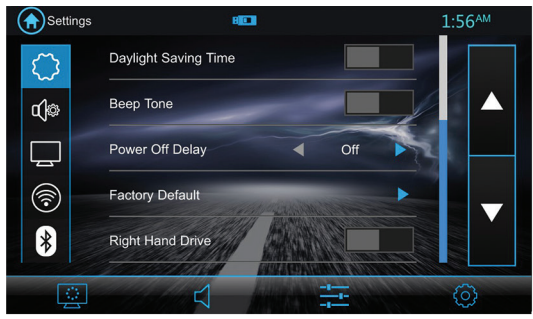 Settings
1:56AM
Daylight Saving Time
Beep Tone
Power Off Delay
Off
Factory Default
Right Hand Drive